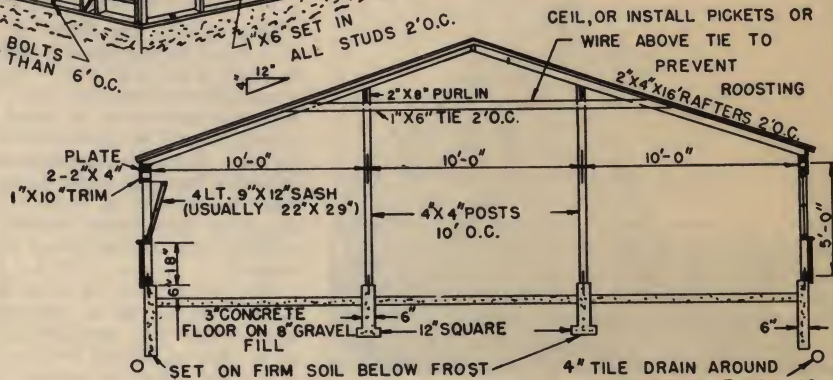 BOLTS
THAN 6' O.C.
1"X6" SET IN
ALL STUDS 2' O.C.
4"
12"
CEIL, OR INSTALL PICKETS OR
WIRE ABOVE TIE TO
PREVENT
ROOSTING
2"X4"X16' RAFTERS 2' O.C.
2"X8" PURLIN
1"X6" TIE 2' O.C.
PLATE
2-2"X4"
1"X10" TRIM
10'-0"
10'-0"
10'-0"
4 LT. 9"X12" SASH
(USUALLY 22"X 29")
4"X4" POSTS
10' O.C.
5'-0"
18"
6"
3" CONCRETE
FLOOR ON 8" GRAVEL
FILL
6"
12" SQUARE
6"
SET ON FIRM SOIL BELOW FROST
4" TILE DRAIN AROUND